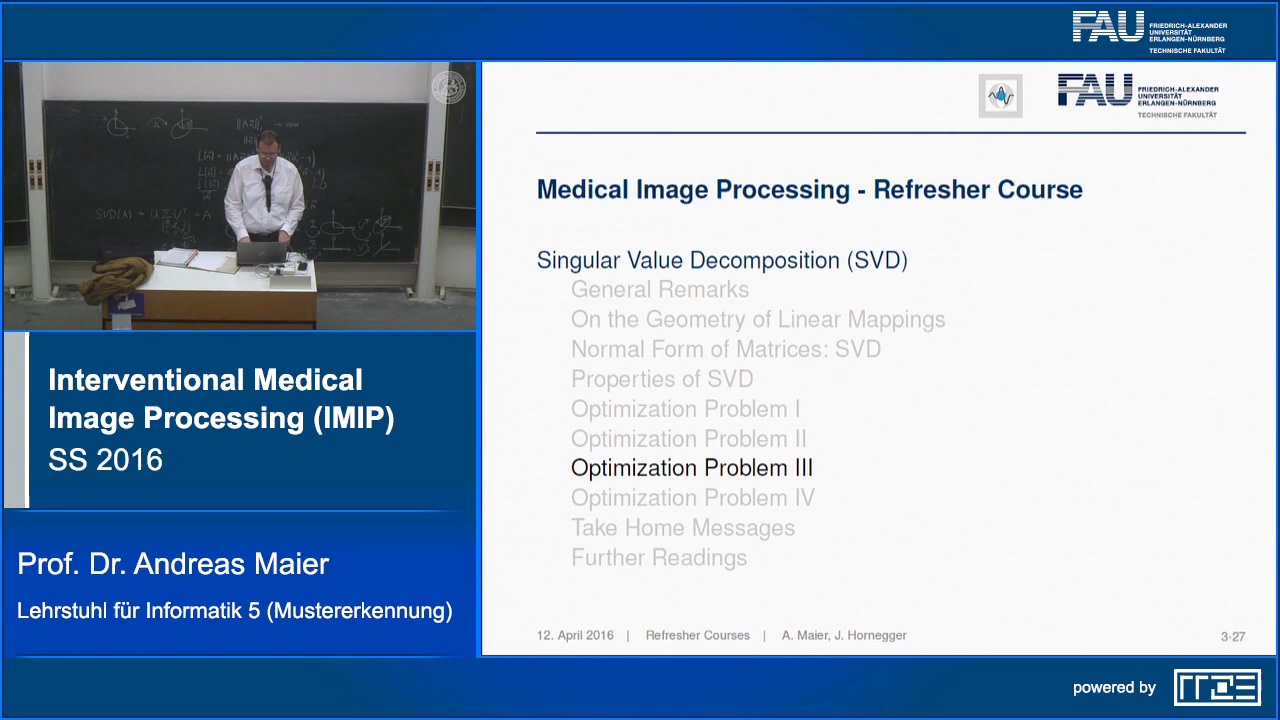 FAU
FRIEDRICH-ALEXANDER
UNIVERSITÄT
ERLANGEN-NÜRNBERG
TECHNISCHE FAKULTÄT
SVD(A) = U Σ Vᵀ = A
FAU
FRIEDRICH-ALEXANDER
UNIVERSITÄT
ERLANGEN-NÜRNBERG
TECHNISCHE FAKULTÄT
Medical Image Processing - Refresher Course
Singular Value Decomposition (SVD)
General Remarks
On the Geometry of Linear Mappings
Normal Form of Matrices: SVD
Properties of SVD
Optimization Problem I
Optimization Problem II
Optimization Problem III
Optimization Problem IV
Take Home Messages
Further Readings
12. April 2016 | Refresher Courses | A. Maier, J. Hornegger
3-27
Interventional Medical
Image Processing (IMIP)
SS 2016
Prof. Dr. Andreas Maier
Lehrstuhl für Informatik 5 (Mustererkennung)
powered by